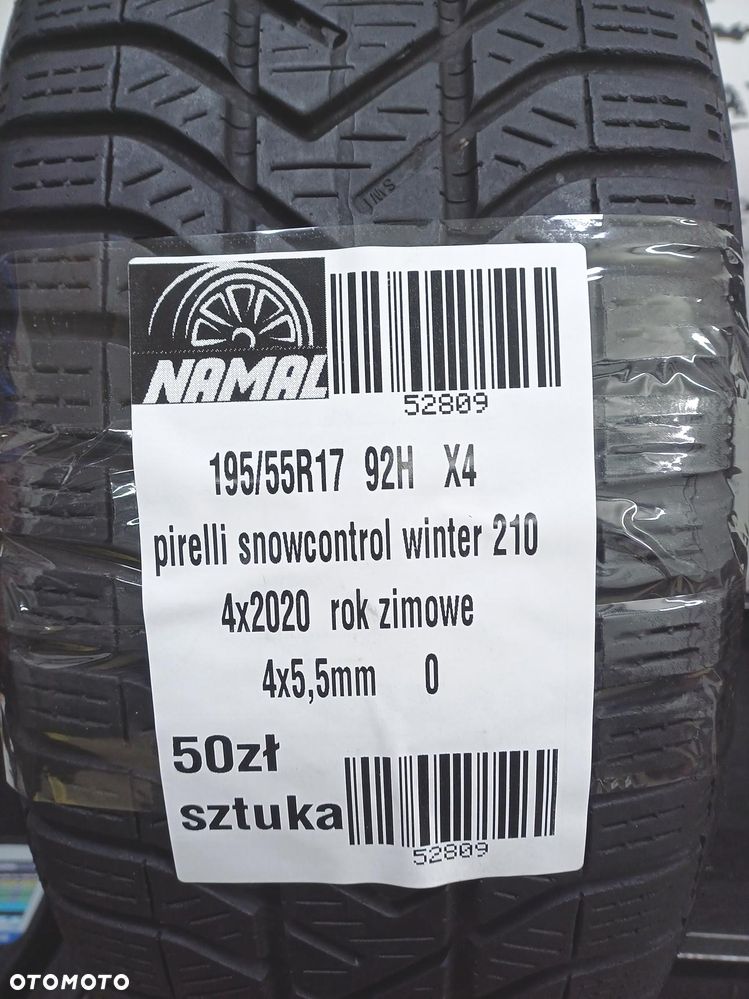 SWT
NAMAL
52809
195/55R17 92H X4
pirelli snowcontrol winter 210
4x2020 rok zimowe
4x5,5mm 0
50zł
sztuka
52809
OTOMOTO